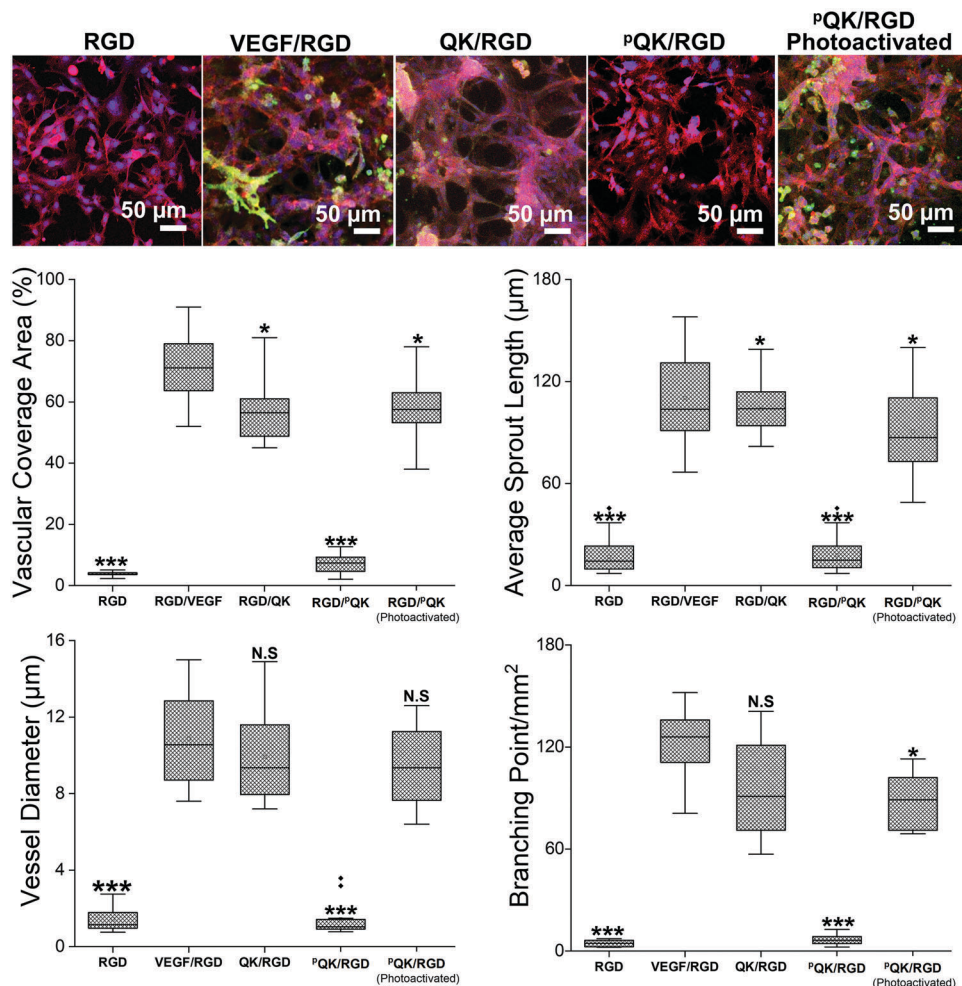 RGD
VEGF/RGD
QK/RGD
ᵖQK/RGD
ᵖQK/RGD
Photoactivated
50 µm
50 µm
50 µm
50 µm
50 µm
Vascular Coverage Area (%)
100
80
60
40
20
0
***
*
***
*
RGD
RGD/VEGF
RGD/QK
RGD/ᵖQK
RGD/ᵖQK
(Photoactivated)
Average Sprout Length (µm)
180
120
60
0
***
*
***
*
RGD
RGD/VEGF
RGD/QK
RGD/ᵖQK
RGD/ᵖQK
(Photoactivated)
Vessel Diameter (µm)
16
12
8
4
0
***
N.S
***
N.S
RGD
VEGF/RGD
QK/RGD
ᵖQK/RGD
ᵖQK/RGD
(Photoactivated)
Branching Point/mm²
180
120
60
0
***
N.S
***
*
RGD
VEGF/RGD
QK/RGD
ᵖQK/RGD
ᵖQK/RGD
(Photoactivated)